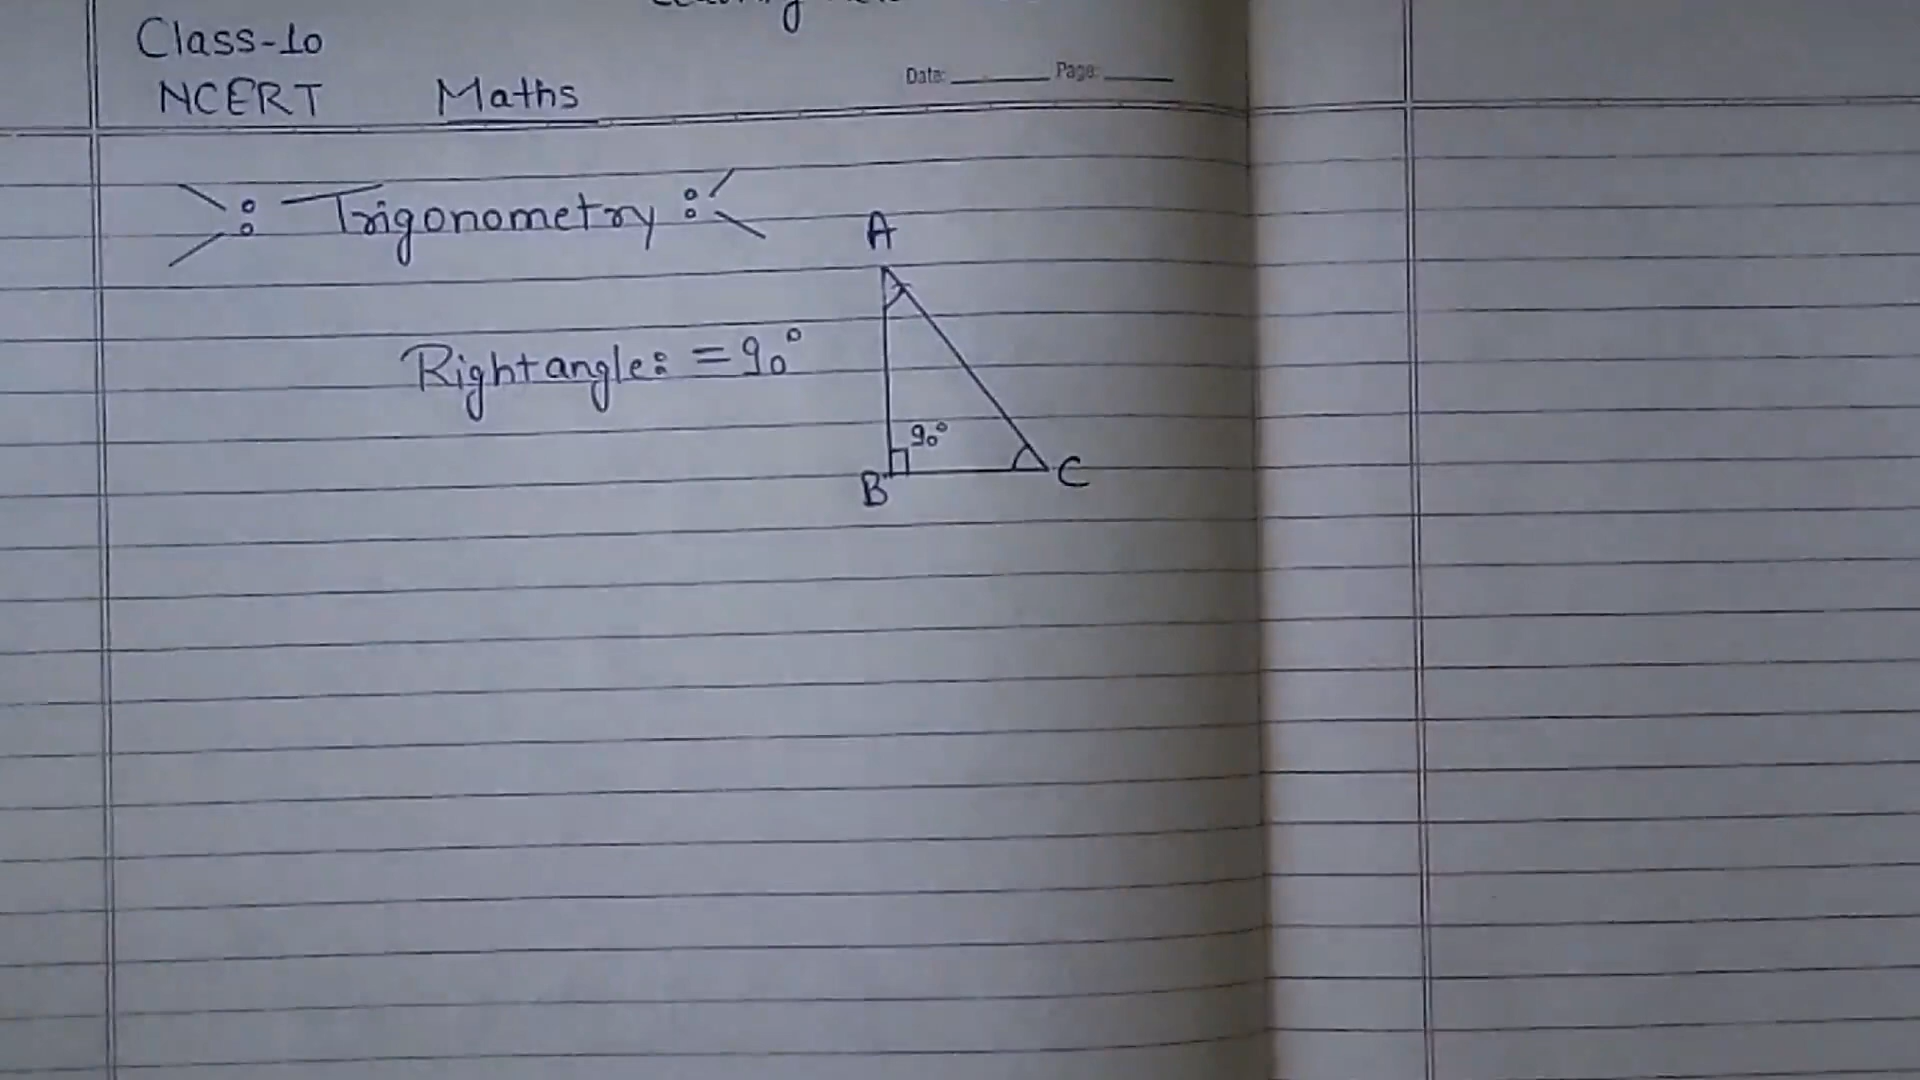 Class-10
NCERT Maths
Date: Page:
Trigonometry
A
Right angle: = 90°
90°
B C